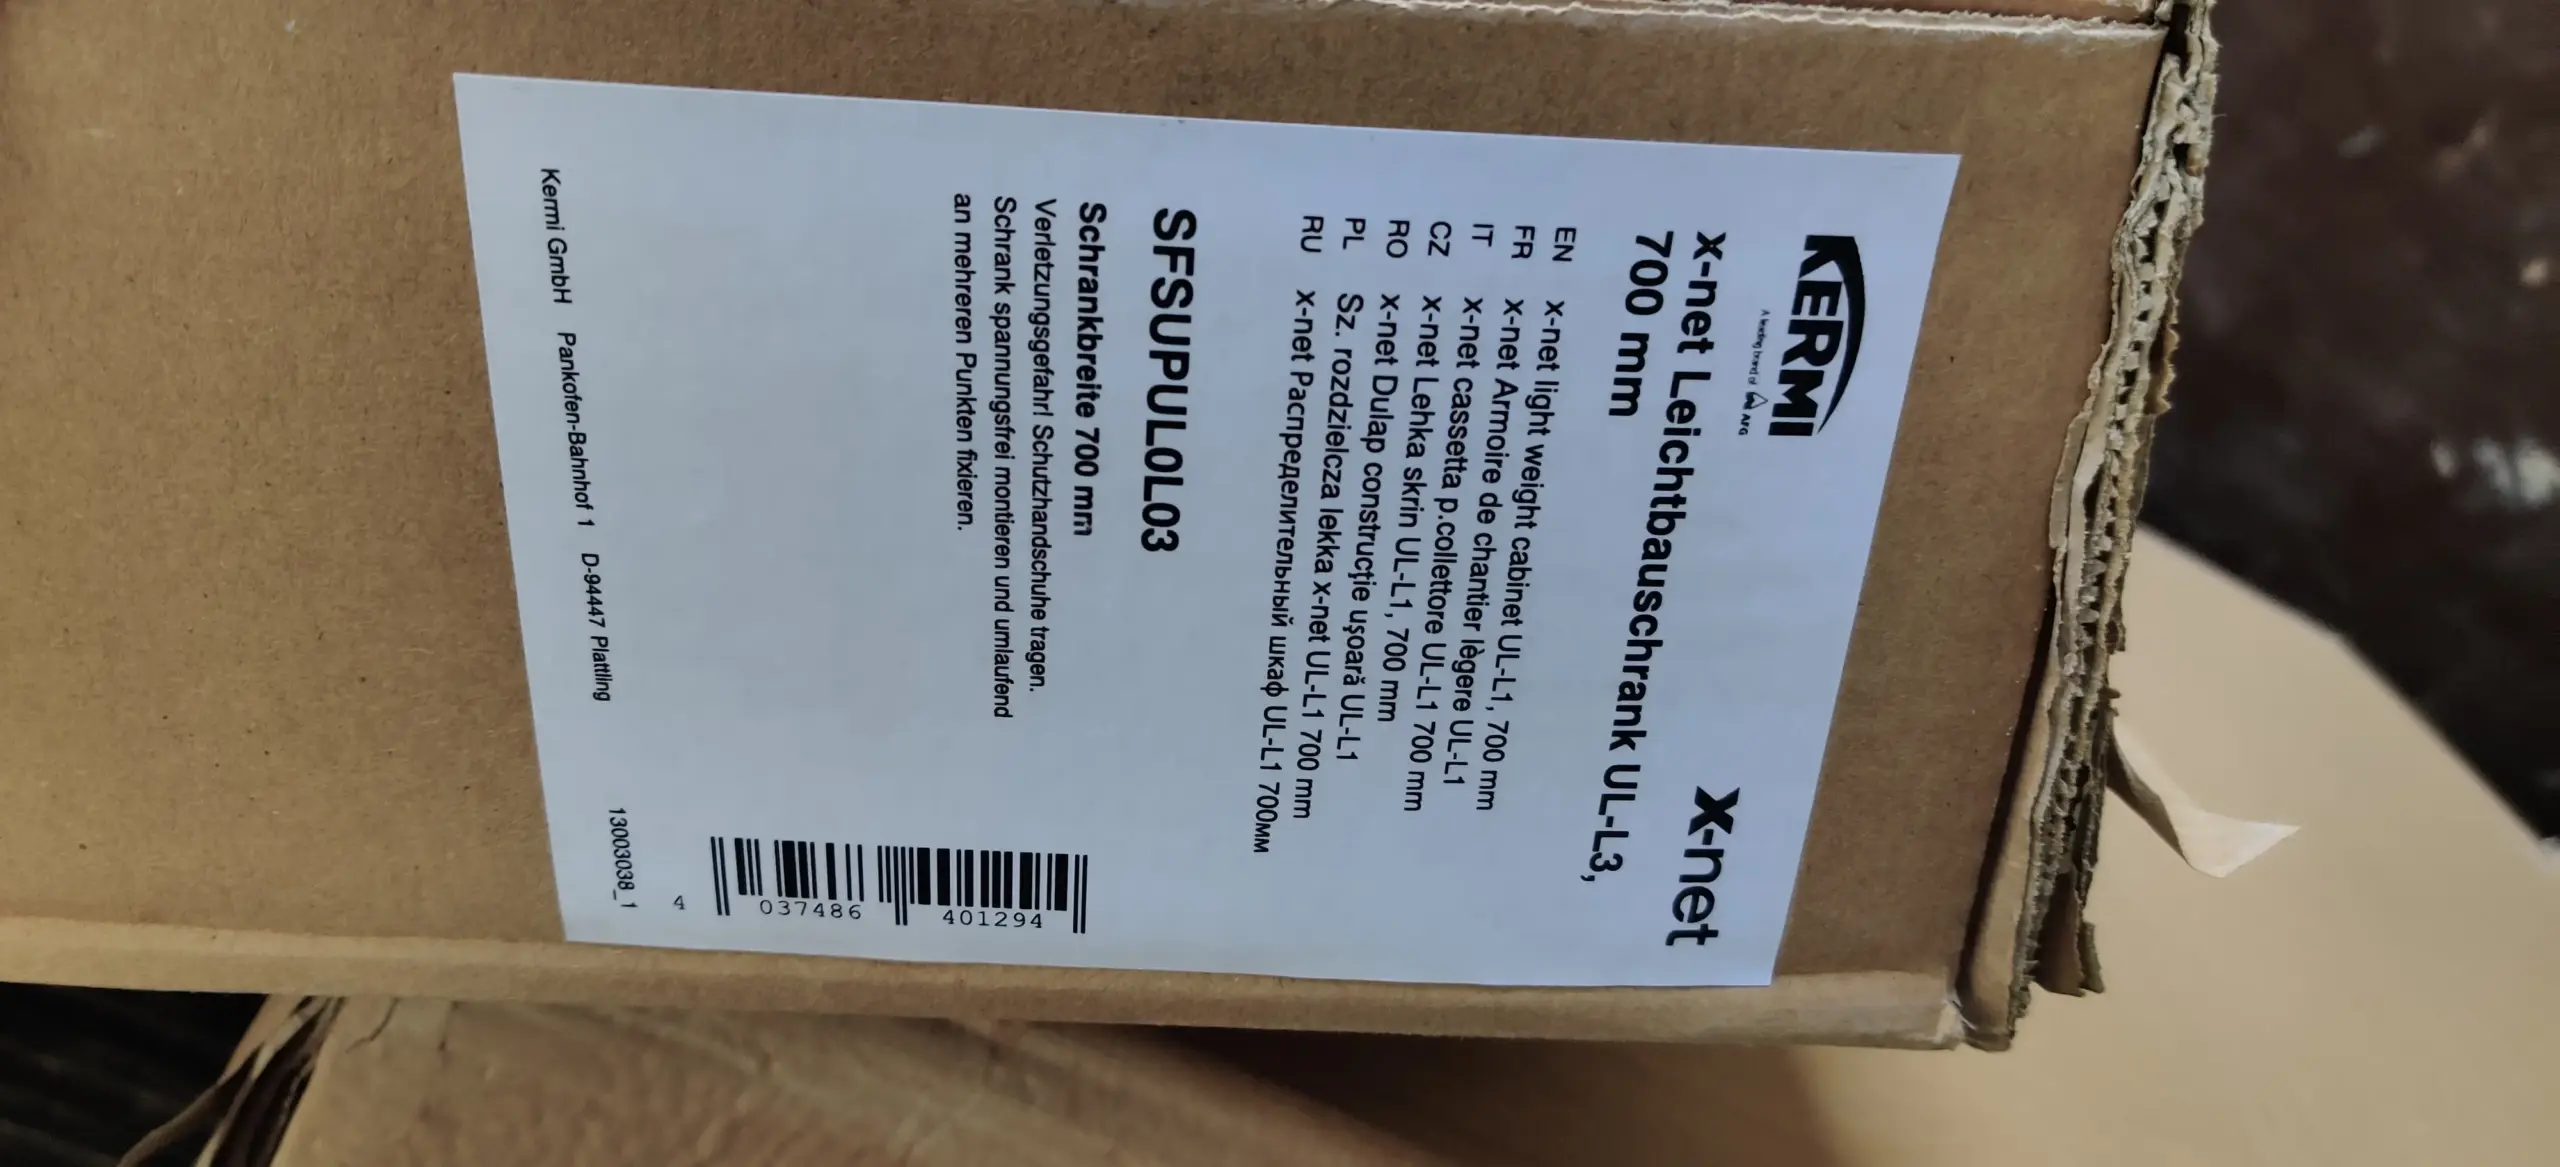 KERMI
A leading brand of AFG
x-net
x-net Leichtbauschrank UL-L3,
700 mm
EN x-net light weight cabinet UL-L1, 700 mm
FR x-net Armoire de chantier lègere UL-L1
IT x-net cassetta p.collettore UL-L1 700 mm
CZ x-net Lehka skrin UL-L1, 700 mm
RO x-net Dulap construcţie uşoară UL-L1
PL Sz. rozdzielcza lekka x-net UL-L1 700 mm
RU x-net Распределительный шкаф UL-L1 700мм
SFSUPUL0L03
Schrankbreite 700 mm
Verletzungsgefahr! Schutzhandschuhe tragen.
Schrank spannungsfrei montieren und umlaufend
an mehreren Punkten fixieren.
4 037486 401294
Kermi GmbH Pankofen-Bahnhof 1 D-94447 Plattling
13003038_1